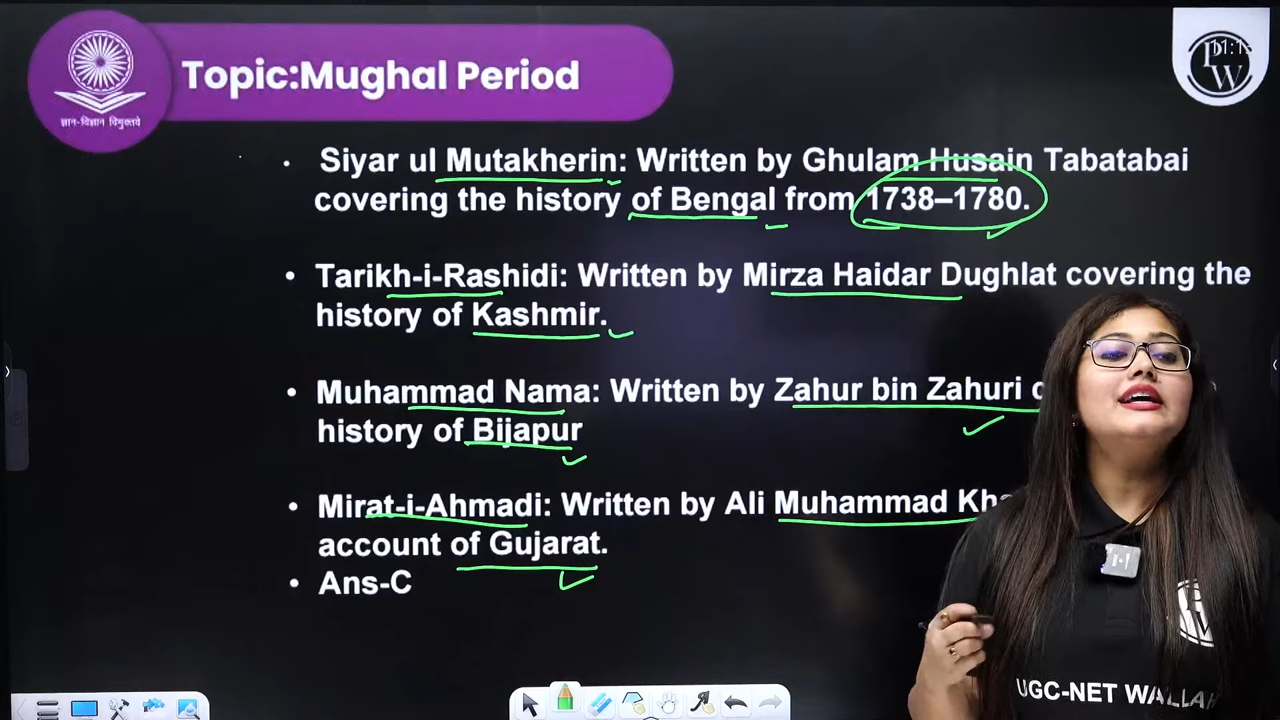 Topic:Mughal Period
ज्ञान-विज्ञान विमुक्तये
PW
• Siyar ul Mutakherin: Written by Ghulam Husain Tabatabai
covering the history of Bengal from 1738–1780.
• Tarikh-i-Rashidi: Written by Mirza Haidar Dughlat covering the
history of Kashmir.
• Muhammad Nama: Written by Zahur bin Zahuri
history of Bijapur
• Mirat-i-Ahmadi: Written by Ali Muhammad
account of Gujarat.
• Ans-C
UGC-NET WALLAH